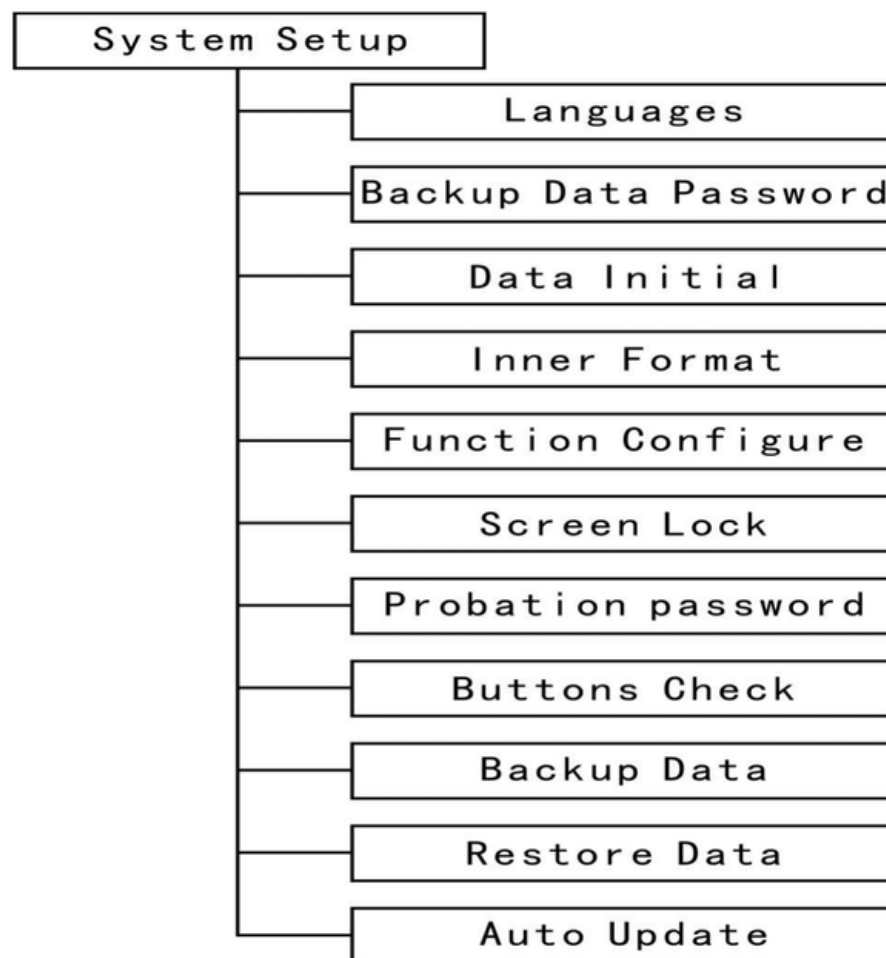 System Setup
Languages
Backup Data Password
Data Initial
Inner Format
Function Configure
Screen Lock
Probation password
Buttons Check
Backup Data
Restore Data
Auto Update